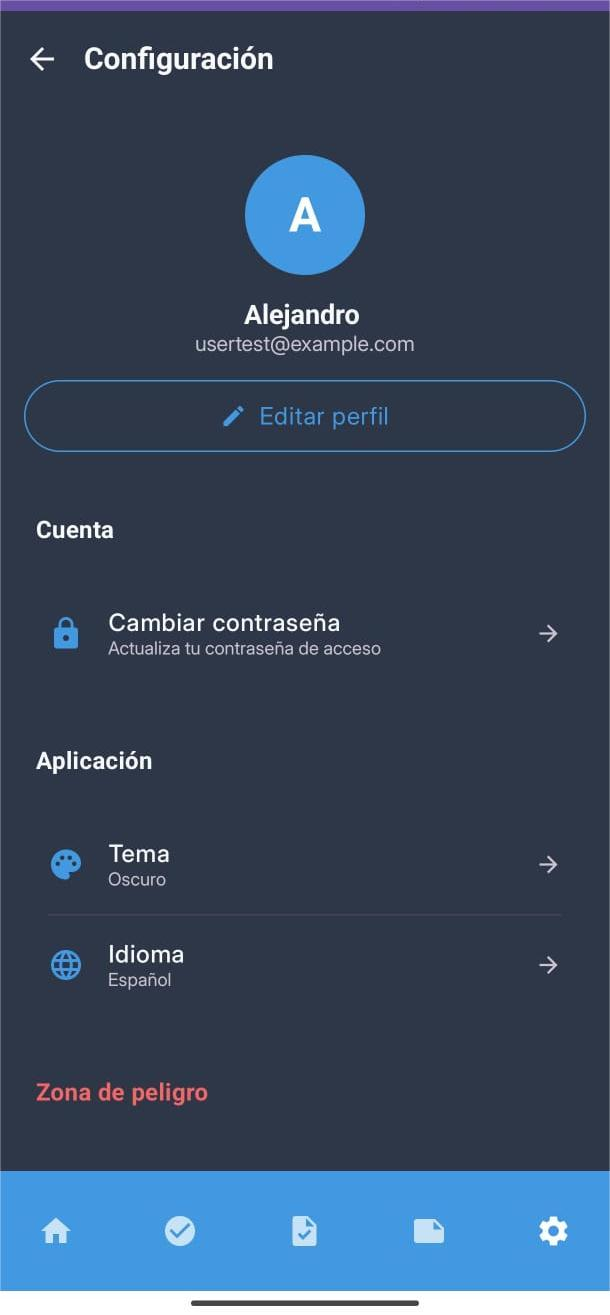 Configuración
A
Alejandro
usertest@example.com
Editar perfil
Cuenta
Cambiar contraseña
Actualiza tu contraseña de acceso
Aplicación
Tema
Oscuro
Idioma
Español
Zona de peligro